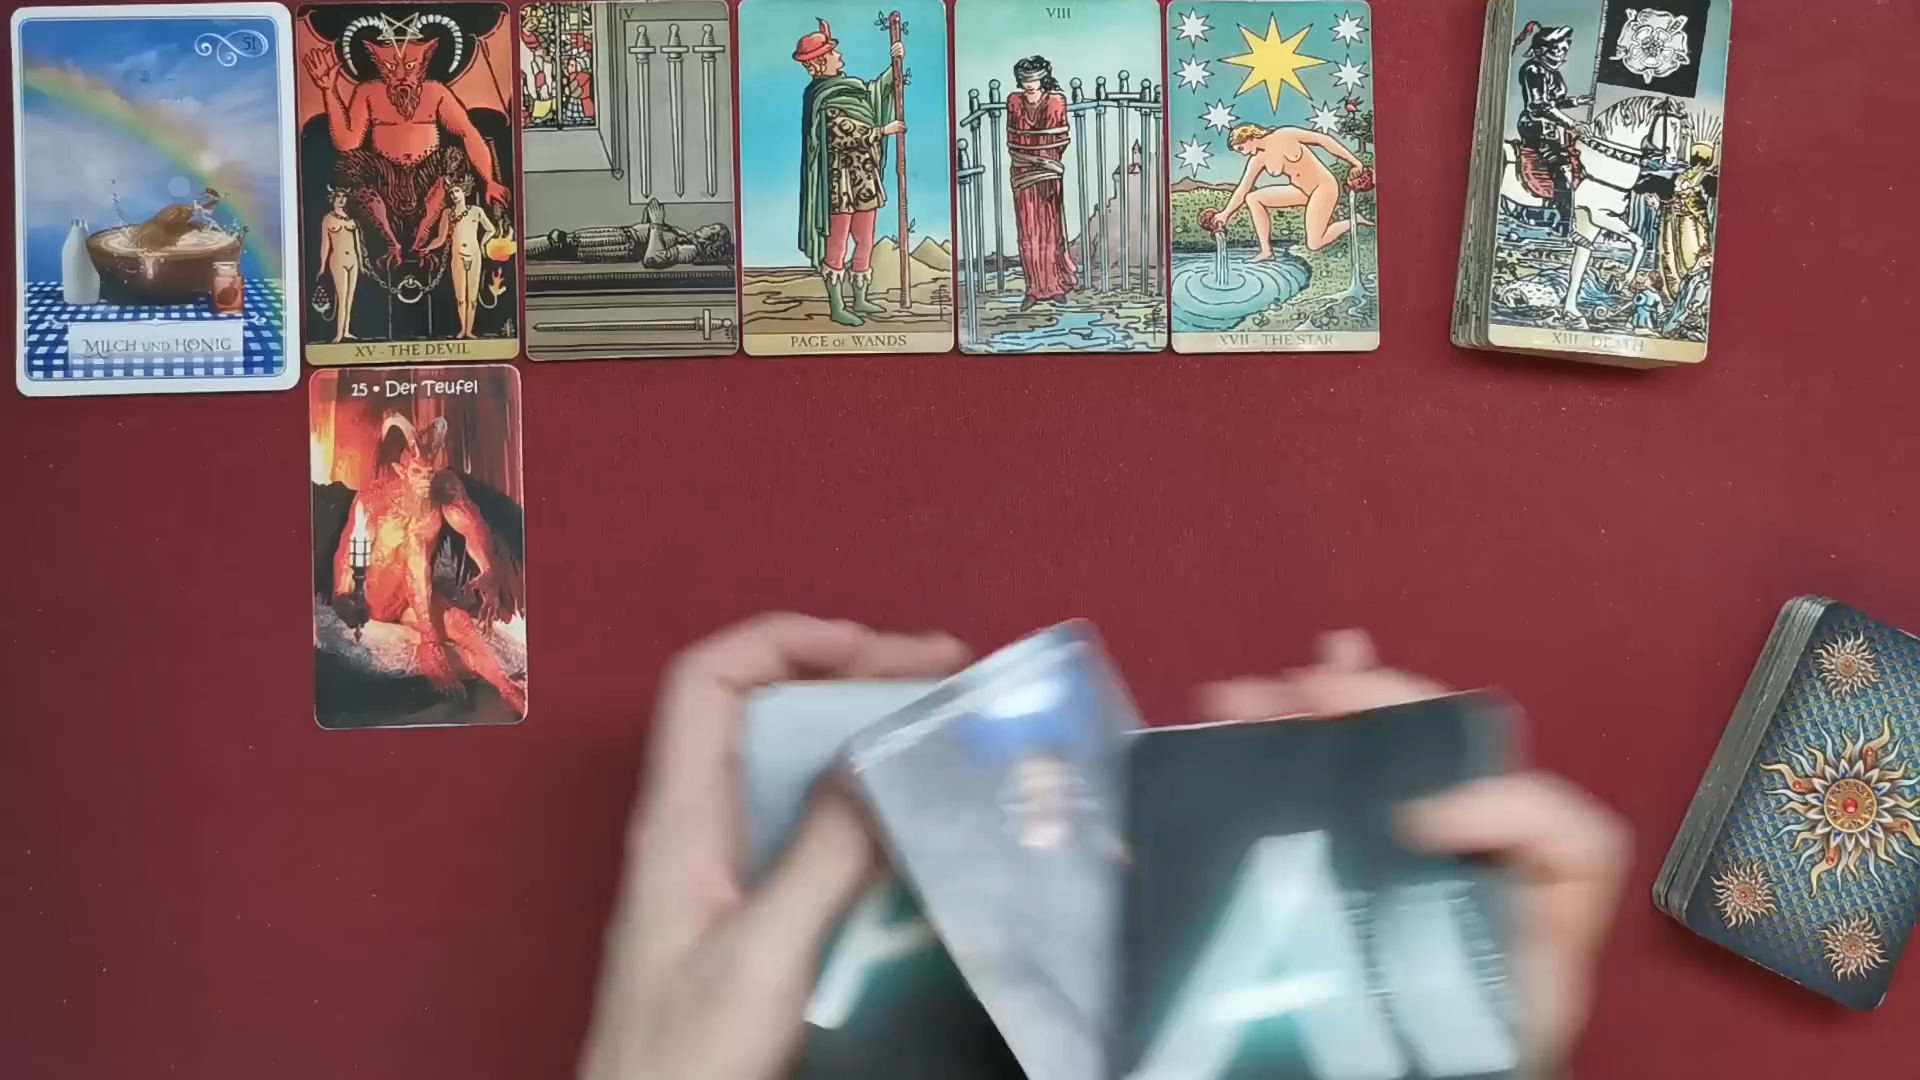 51
MILCH UND HONIG
XV - THE DEVIL
IV
PAGE OF WANDS
VIII
XVII - THE STAR
XIII - DEATH
15 • Der Teufel